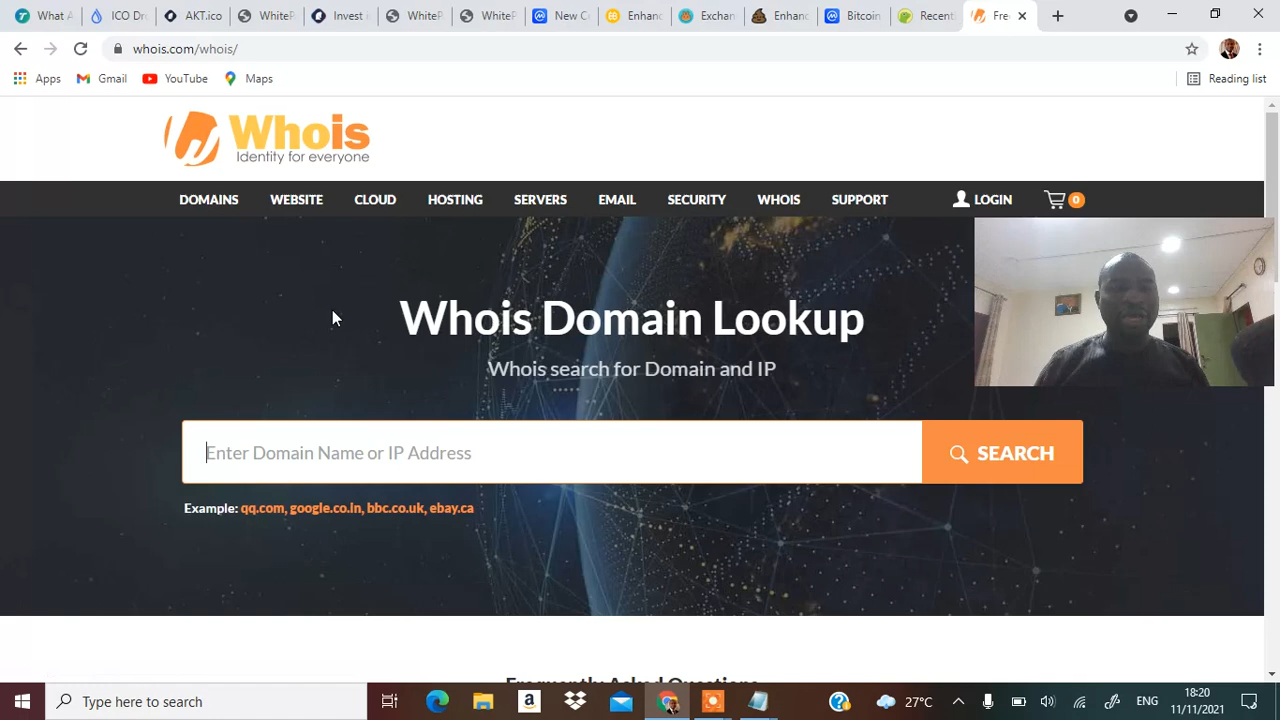 What A
ICO Dro
AKT.ico
WhiteP
Invest i
WhiteP
WhiteP
New C
Enhanc
Exchan
Enhanc
Bitcoin
Recent
Fre
whois.com/whois/
Apps
Gmail
YouTube
Maps
Reading list
Whois
Identity for everyone
DOMAINS WEBSITE CLOUD HOSTING SERVERS EMAIL SECURITY WHOIS SUPPORT LOGIN 0
Whois Domain Lookup
Whois search for Domain and IP
Enter Domain Name or IP Address
SEARCH
Example: qq.com, google.co.in, bbc.co.uk, ebay.ca
Frequently Asked Questions
Type here to search
27°C
ENG
18:20
11/11/2021